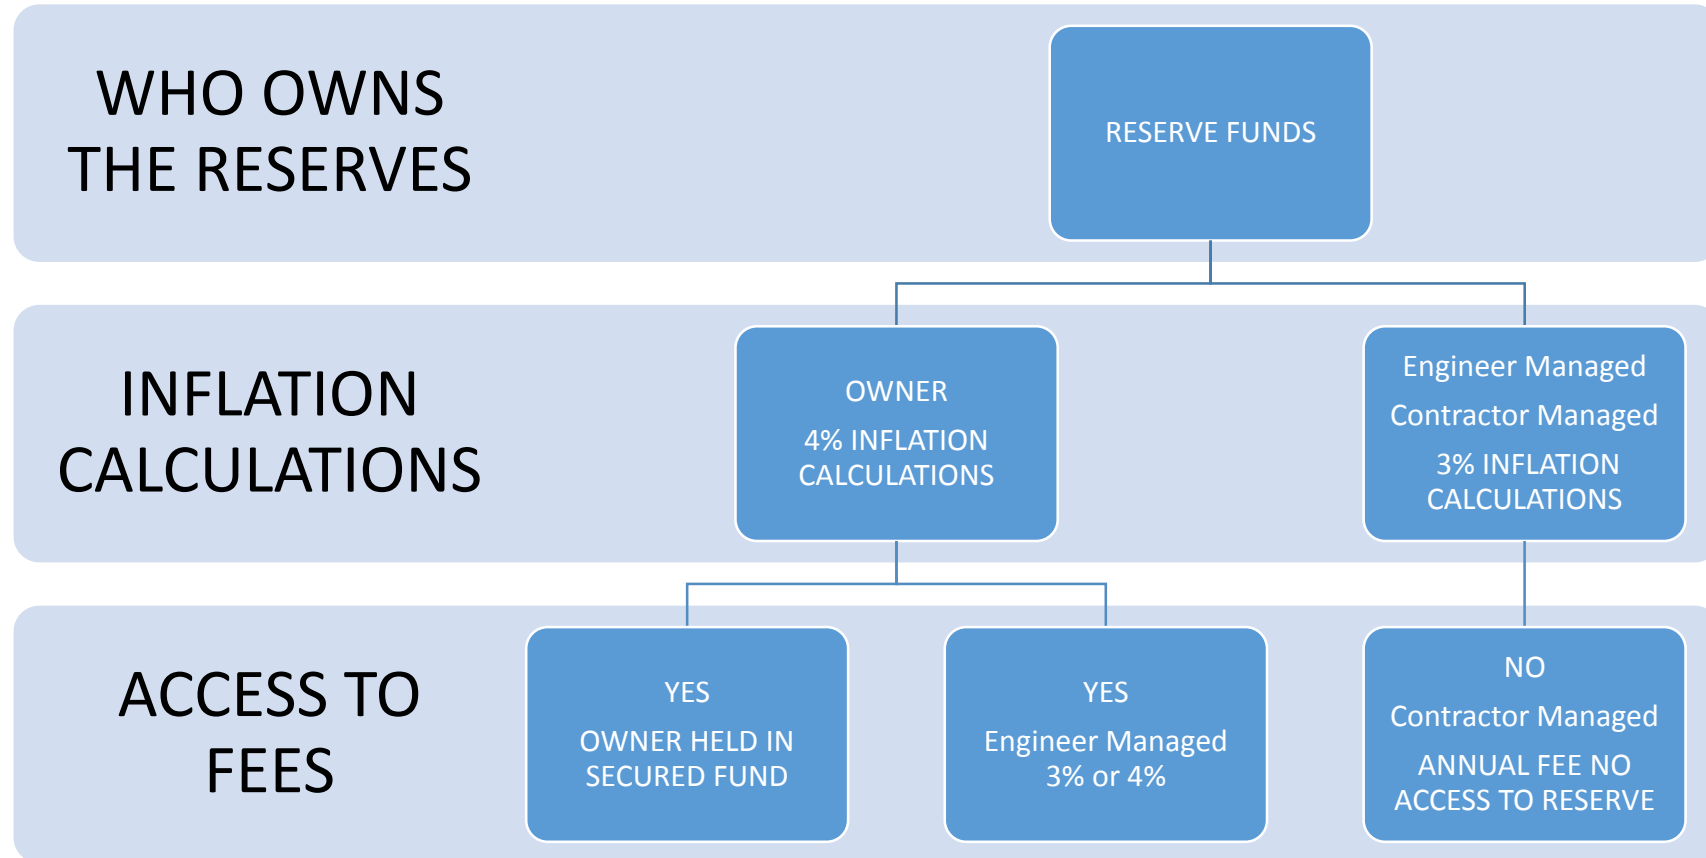 WHO OWNS
THE RESERVES
RESERVE FUNDS
INFLATION
CALCULATIONS
OWNER
4% INFLATION
CALCULATIONS
Engineer Managed
Contractor Managed
3% INFLATION
CALCULATIONS
ACCESS TO
FEES
YES
OWNER HELD IN
SECURED FUND
YES
Engineer Managed
3% or 4%
NO
Contractor Managed
ANNUAL FEE NO
ACCESS TO RESERVE